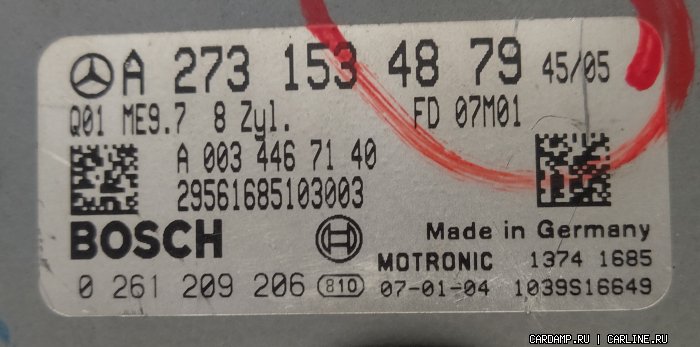 A 273 153 48 79 45/05
Q01 ME9.7 8 Zyl. FD 07M01
A 003 446 71 40
29561685103003
BOSCH Made in Germany
MOTRONIC 1374 1685
0 261 209 206 810 07-01-04 1039S16649
CARDAMP.RU | CARLINE.RU